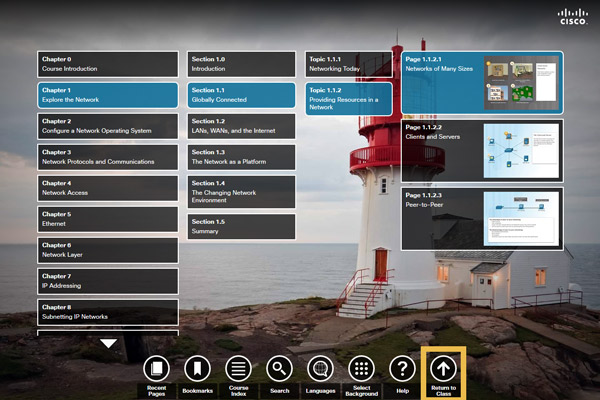 CISCO.
Chapter 0
Course Introduction
Chapter 1
Explore the Network
Chapter 2
Configure a Network Operating System
Chapter 3
Network Protocols and Communications
Chapter 4
Network Access
Chapter 5
Ethernet
Chapter 6
Network Layer
Chapter 7
IP Addressing
Chapter 8
Subnetting IP Networks
Section 1.0
Introduction
Section 1.1
Globally Connected
Section 1.2
LANs, WANs, and the Internet
Section 1.3
The Network as a Platform
Section 1.4
The Changing Network
Environment
Section 1.5
Summary
Topic 1.1.1
Networking Today
Topic 1.1.2
Providing Resources in a
Network
Page 1.1.2.1
Networks of Many Sizes
Page 1.1.2.2
Clients and Servers
Page 1.1.2.3
Peer-to-Peer
Recent
Pages
Bookmarks
Course
Index
Search
Languages
Select
Background
Help
Return to
Class